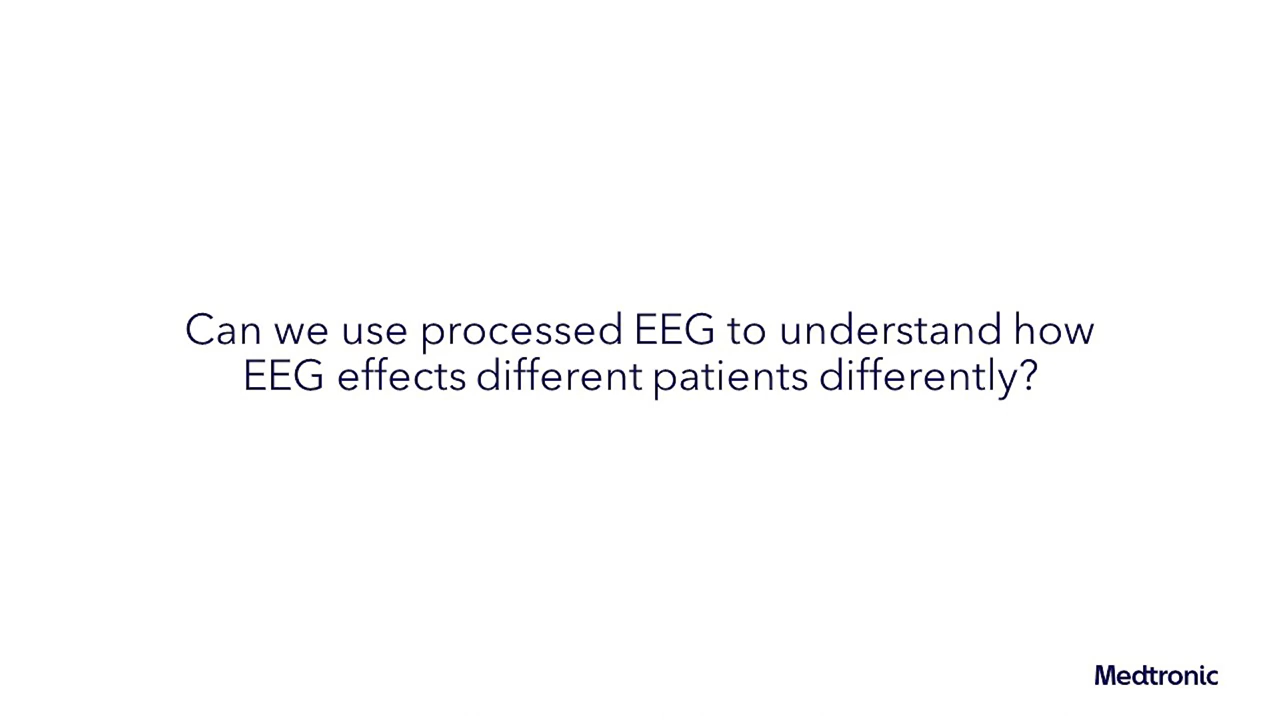 Can we use processed EEG to understand how
EEG effects different patients differently?
Medtronic